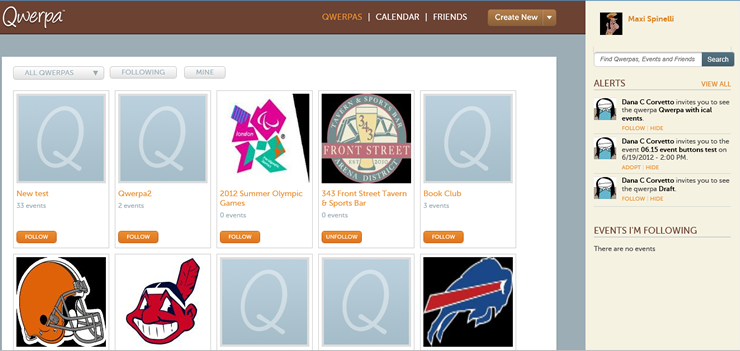 Qwerpa™
QWERPAS | CALENDAR | FRIENDS
Create New
Maxi Spinelli
Find Qwerpas, Events and Friends
Search
ALL QWERPAS
FOLLOWING
MINE
New test
33 events
FOLLOW
Qwerpa2
2 events
FOLLOW
london
2012 Summer Olympic
Games
0 events
FOLLOW
TAVERN & SPORTS BAR
343
FRONT STREET
ARENA DISTRICT
343 Front Street Tavern
& Sports Bar
0 events
UNFOLLOW
Book Club
3 events
FOLLOW
ALERTS
VIEW ALL
Dana C Corvetto invites you to see
the qwerpa Qwerpa with ical
events.
FOLLOW | HIDE
Dana C Corvetto invites you to the
event 06.15 event buttons test on
6/19/2012 - 2:00 PM.
ADOPT | HIDE
Dana C Corvetto invites you to see
the qwerpa Draft.
FOLLOW | HIDE
EVENTS I'M FOLLOWING
There are no events